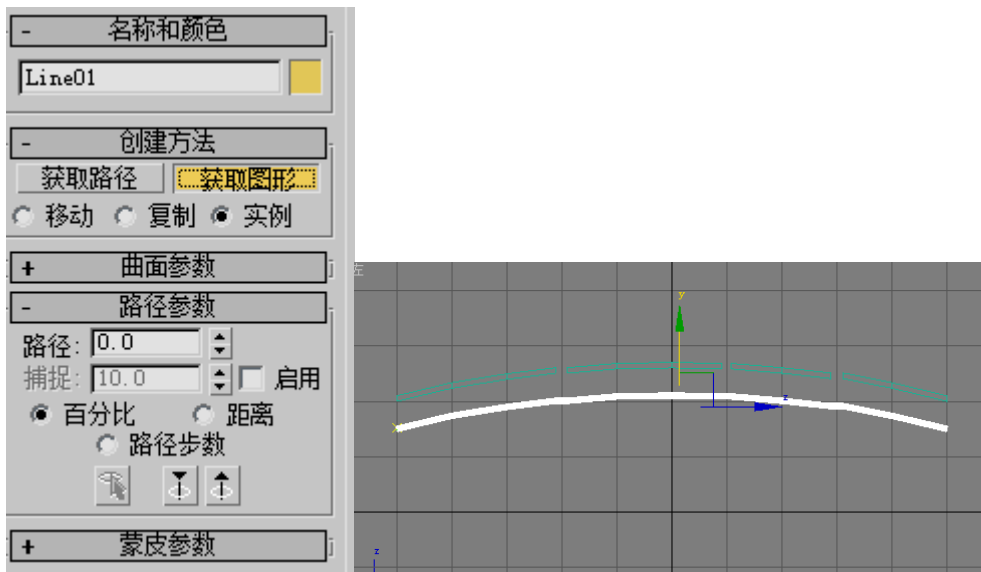 - 名称和颜色
Line01
- 创建方法
获取路径 获取图形
移动 复制 实例
+ 曲面参数
- 路径参数
路径: 0.0
捕捉: 10.0 启用
百分比 距离
路径步数
+ 蒙皮参数
左
y
z
x
z